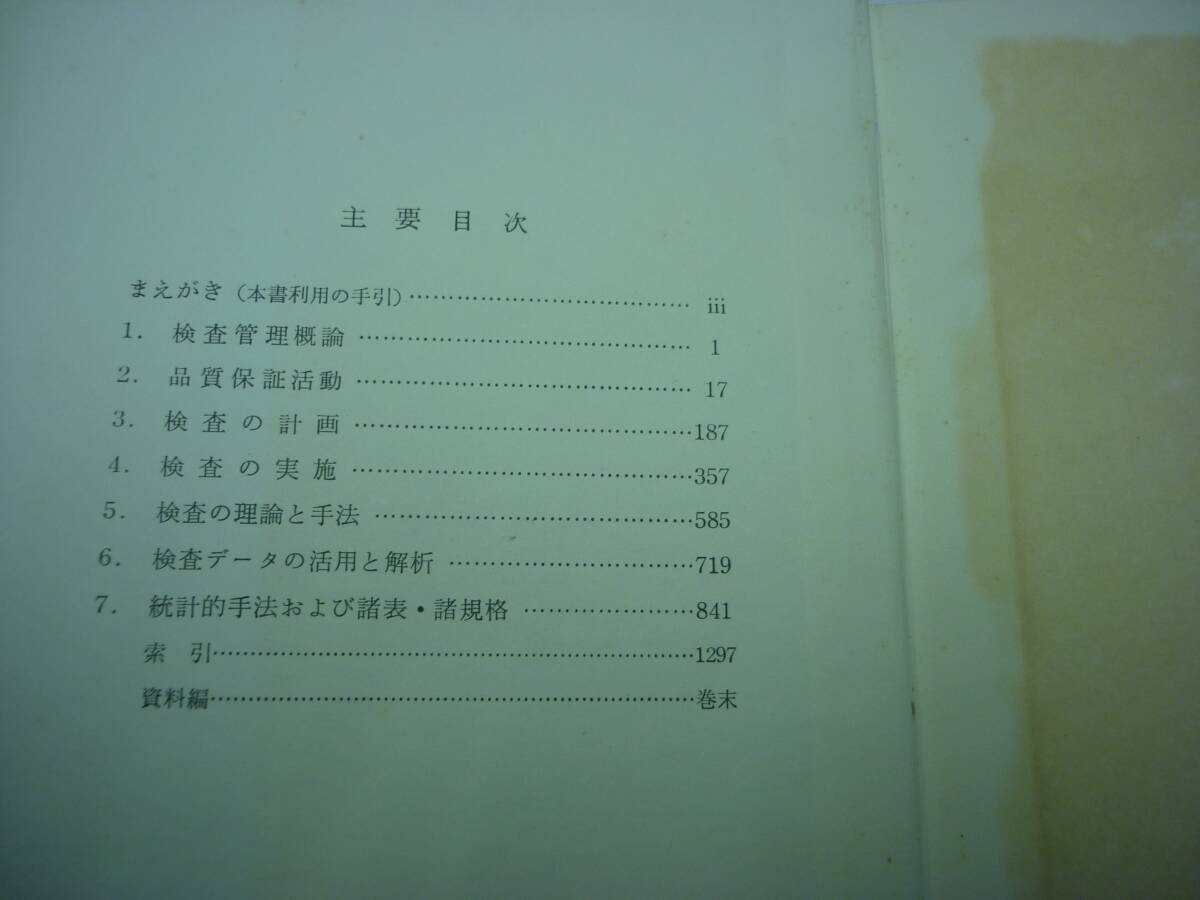 主要目次
まえがき（本書利用の手引）……………………………… iii
1. 検査管理概論 …………………………………… 1
2. 品質保証活動 …………………………………… 17
3. 検査の計画 ……………………………………187
4. 検査の実施 ……………………………………357
5. 検査の理論と手法 …………………………………585
6. 検査データの活用と解析 …………………………719
7. 統計的手法および諸表・諸規格 …………………841
索引……………………………………………………1297
資料編……………………………………………………巻末